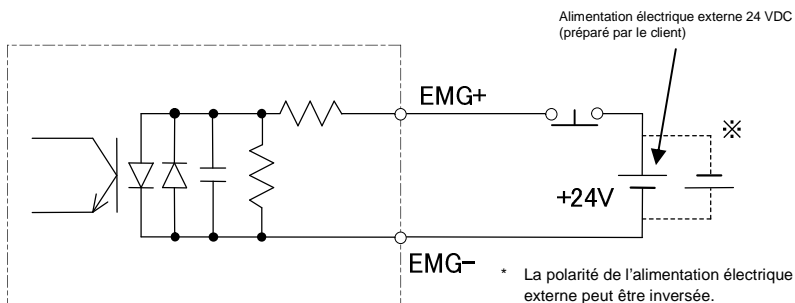 Alimentation électrique externe 24 VDC
(préparé par le client)
EMG+
※
+24V
EMG−
* La polarité de l'alimentation électrique
externe peut être inversée.